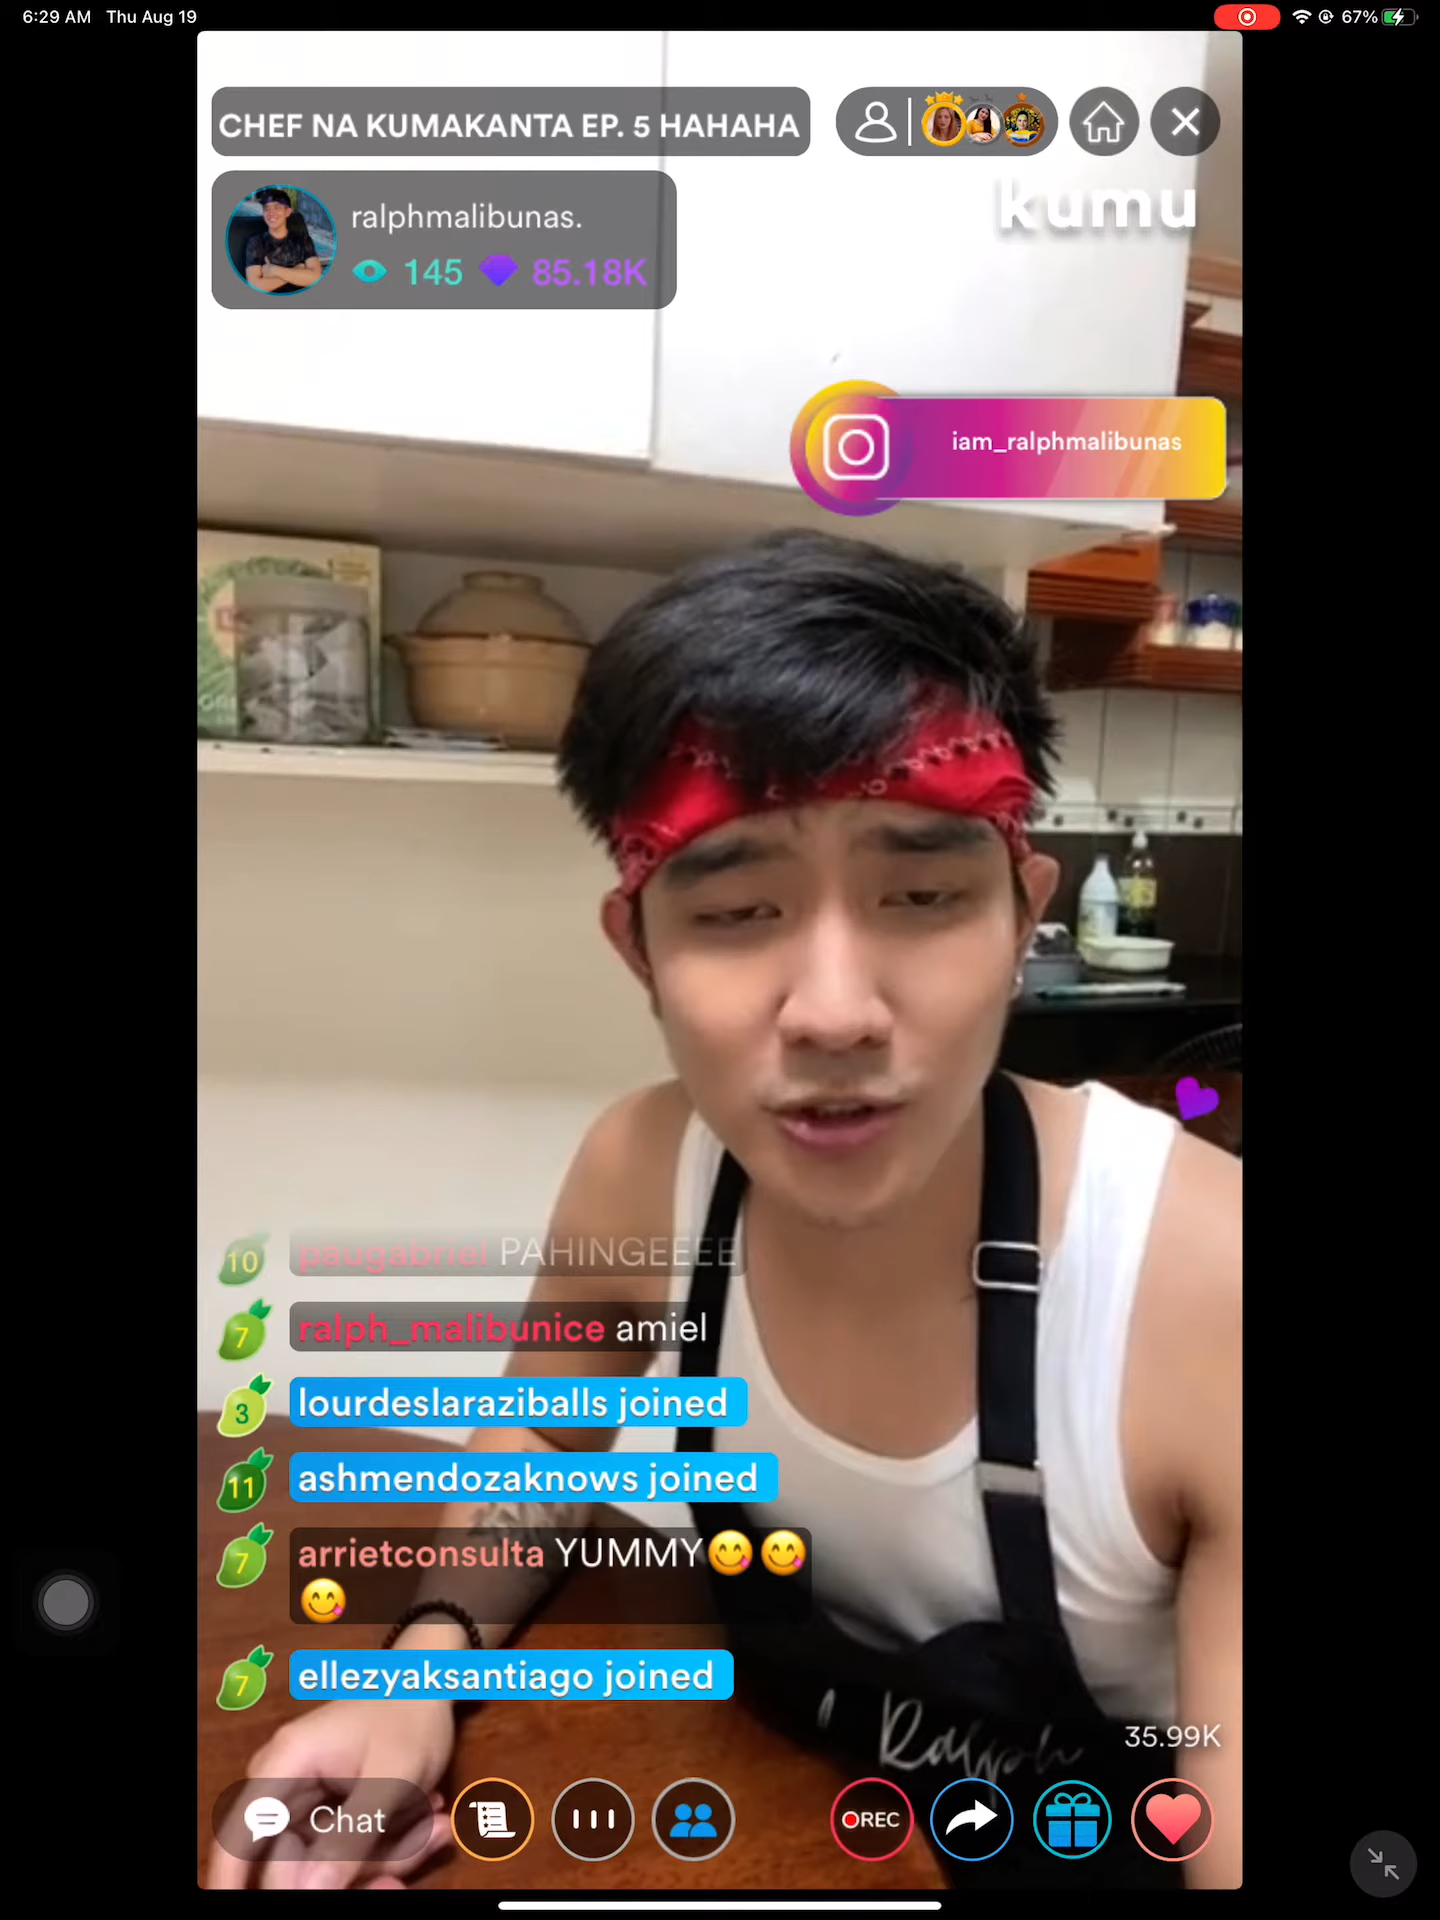 6:29 AM Thu Aug 19
67%
CHEF NA KUMAKANTA EP. 5 HAHAHA
kumu
ralphmalibunas.
145 85.18K
iam_ralphmalibunas
10 paugabriel PAHINGEEEE
7 ralph_malibunice amiel
3 lourdeslaraziballs joined
11 ashmendozaknows joined
7 arrietconsulta YUMMY😋😋
😋
7 ellezyaksantiago joined
Ralph
35.99K
Chat
REC